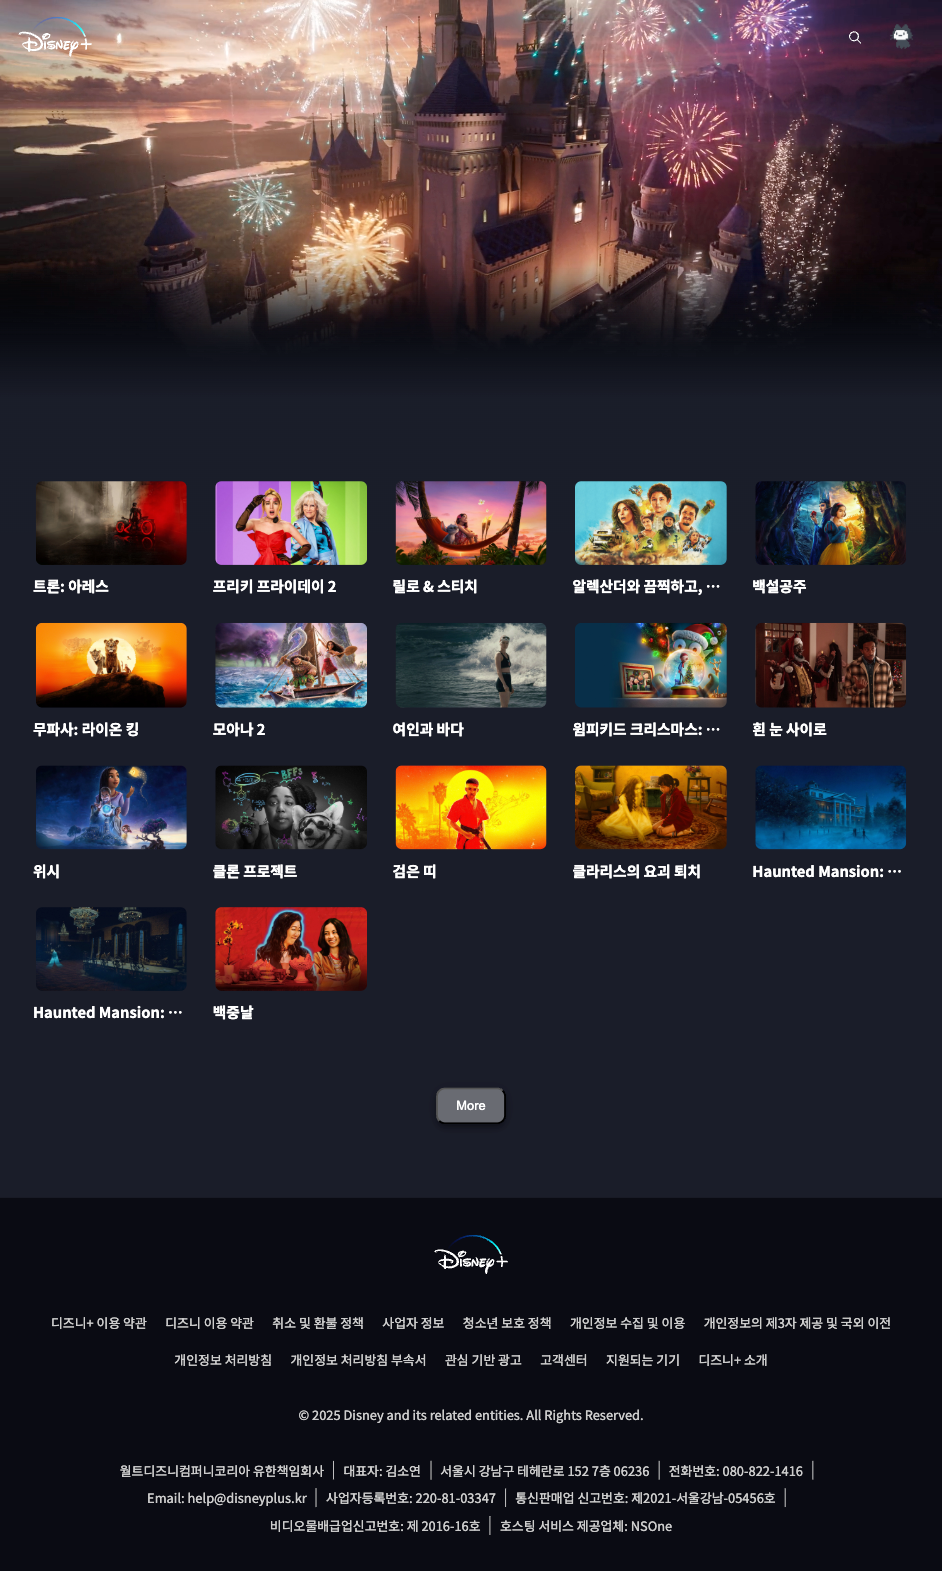 Disney+
트론: 아레스
프리키 프라이데이 2
릴로 & 스티치
알렉산더와 끔찍하고, ···
백설공주
무파사: 라이온 킹
모아나 2
여인과 바다
윔피키드 크리스마스: ···
흰 눈 사이로
BFFs
위시
클론 프로젝트
검은 띠
클라리스의 요괴 퇴치
Haunted Mansion: ···
Haunted Mansion: ···
백중날
More
Disney+
디즈니+ 이용 약관 디즈니 이용 약관 취소 및 환불 정책 사업자 정보 청소년 보호 정책 개인정보 수집 및 이용 개인정보의 제3자 제공 및 국외 이전
개인정보 처리방침 개인정보 처리방침 부속서 관심 기반 광고 고객센터 지원되는 기기 디즈니+ 소개
© 2025 Disney and its related entities. All Rights Reserved.
월트디즈니컴퍼니코리아 유한책임회사 | 대표자: 김소연 | 서울시 강남구 테헤란로 152 7층 06236 | 전화번호: 080-822-1416 |
Email: help@disneyplus.kr | 사업자등록번호: 220-81-03347 | 통신판매업 신고번호: 제2021-서울강남-05456호 |
비디오물배급업신고번호: 제 2016-16호 | 호스팅 서비스 제공업체: NSOne